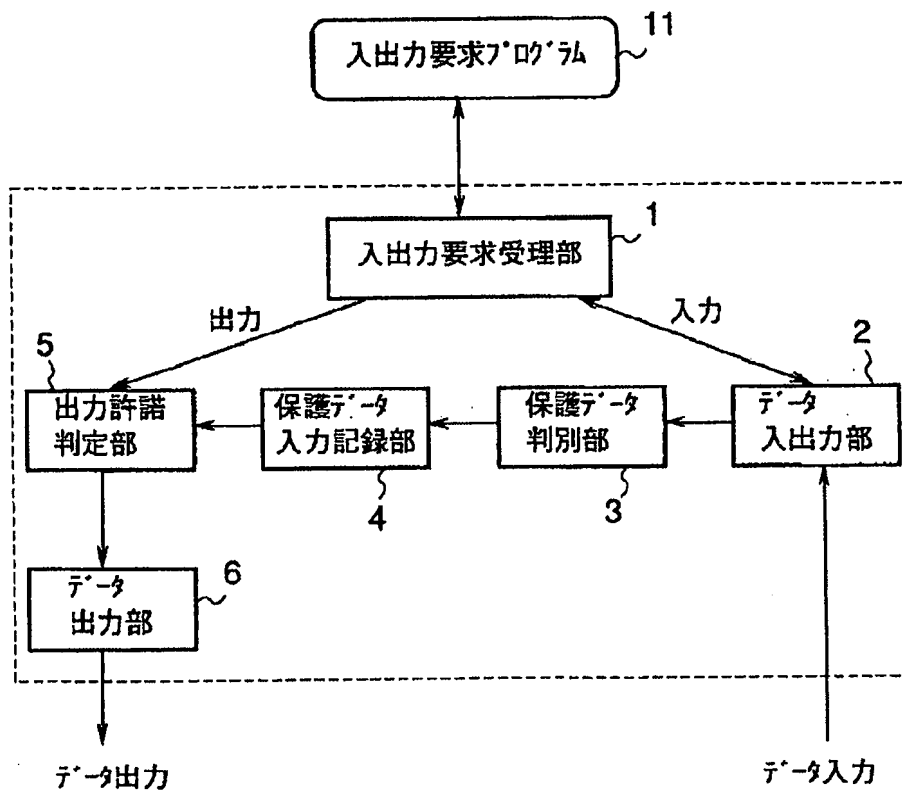 11
入出力要求ﾌﾟﾛｸﾞﾗﾑ
1
入出力要求受理部
出力
入力
5
出力許諾
判定部
保護ﾃﾞｰﾀ
入力記録部
4
保護ﾃﾞｰﾀ
判別部
3
2
ﾃﾞｰﾀ
入出力部
6
ﾃﾞｰﾀ
出力部
ﾃﾞｰﾀ出力
ﾃﾞｰﾀ入力